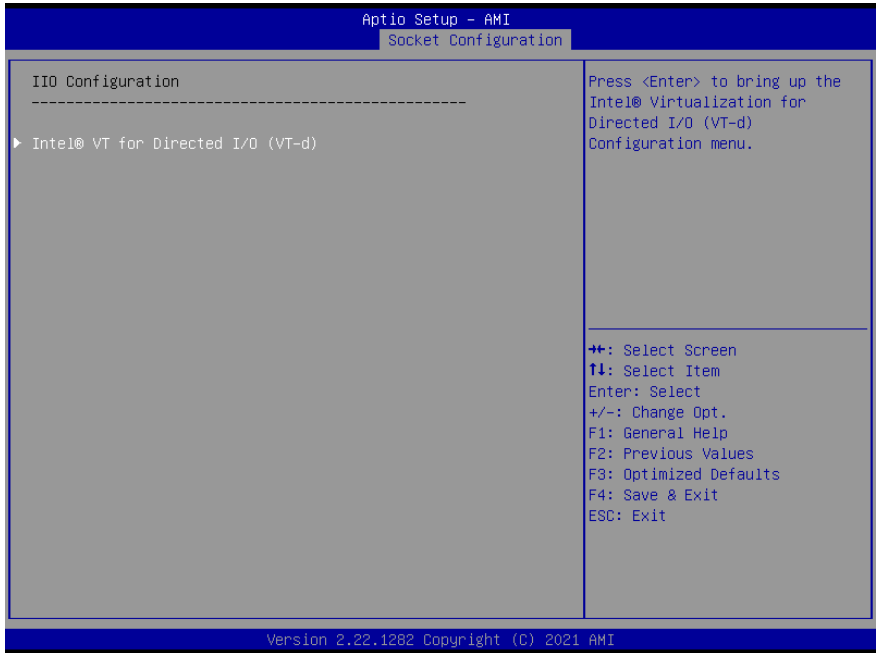 Aptio Setup – AMI
Socket Configuration
IIO Configuration
--------------------------------------------------
Intel® VT for Directed I/O (VT-d)
Press <Enter> to bring up the
Intel® Virtualization for
Directed I/O (VT-d)
Configuration menu.
→←: Select Screen
↑↓: Select Item
Enter: Select
+/-: Change Opt.
F1: General Help
F2: Previous Values
F3: Optimized Defaults
F4: Save & Exit
ESC: Exit
Version 2.22.1282 Copyright (C) 2021 AMI